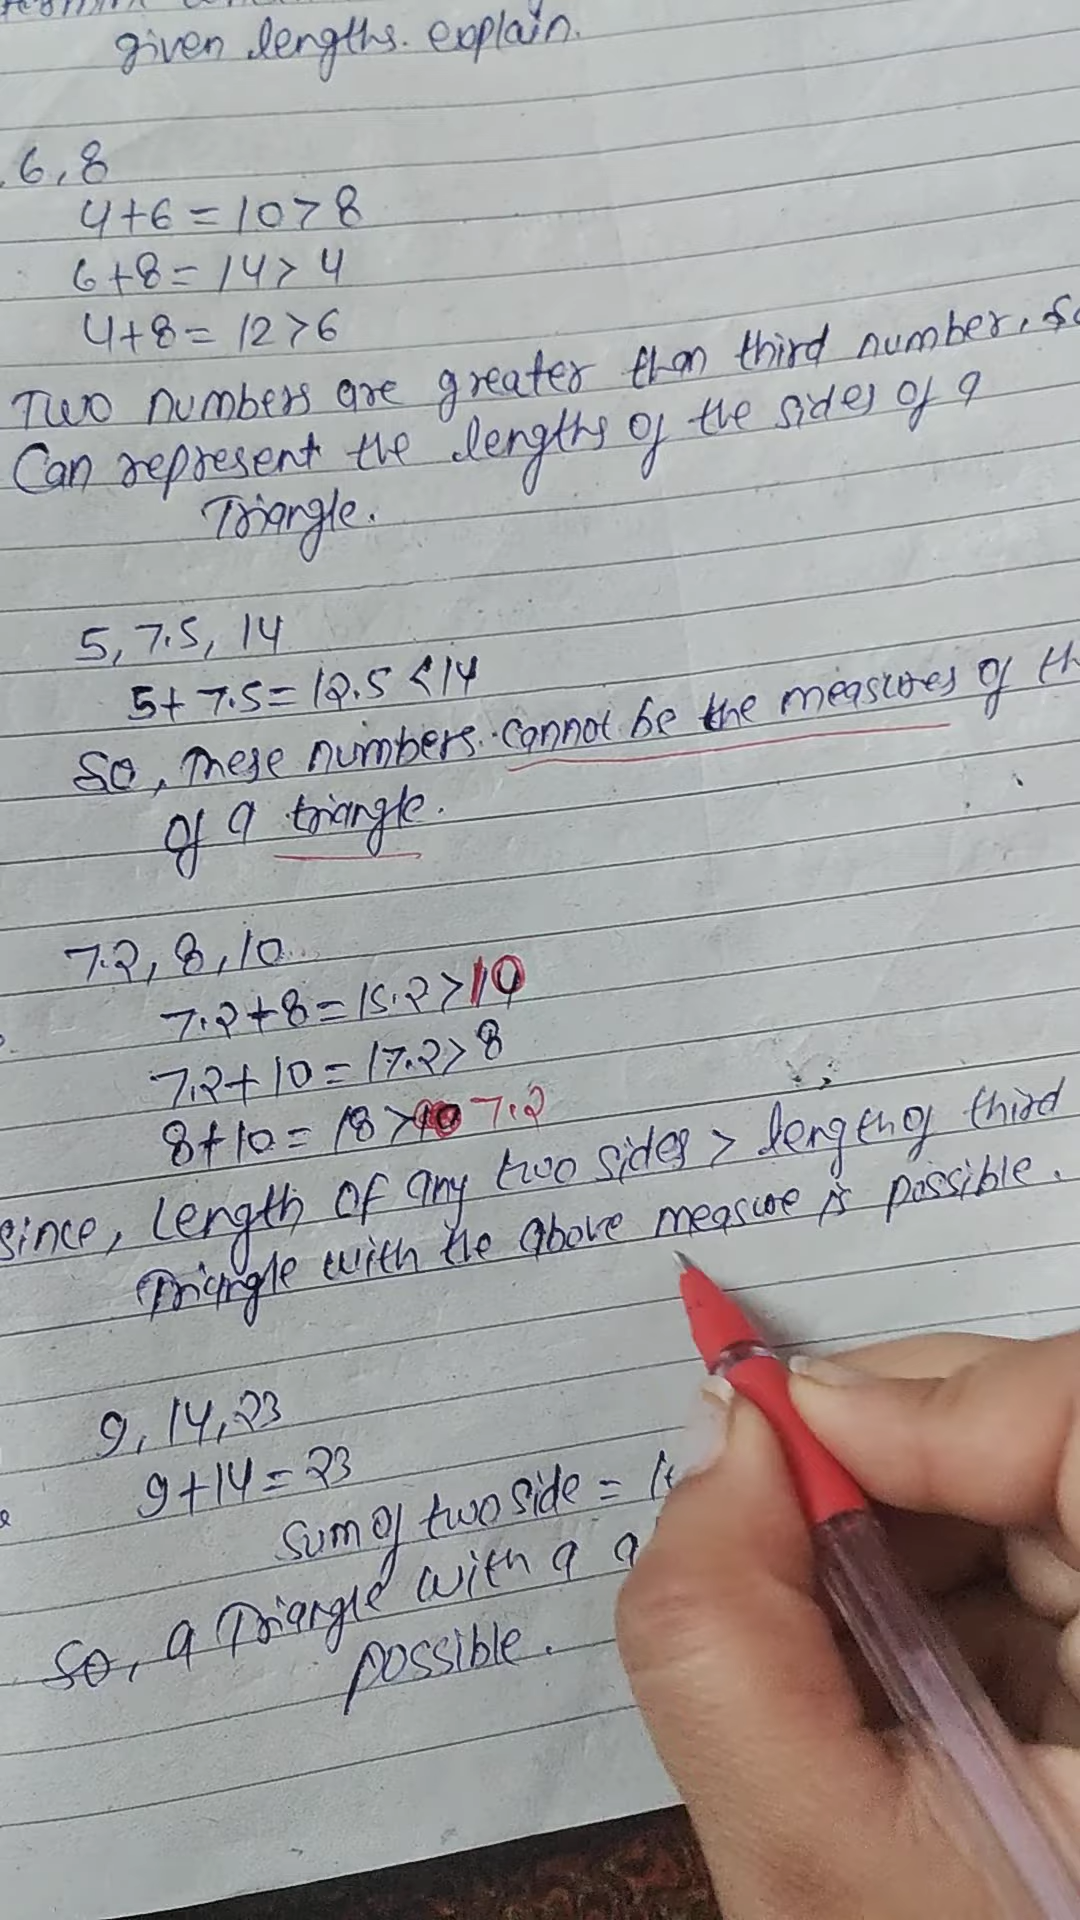 given lengths. explain.
6, 8
4+6 = 10 > 8
6+8 = 14 > 4
4+8 = 12 > 6
Two numbers are greater than third number, So
Can represent the lengths of the sides of a
Triangle.
5, 7.5, 14
5+ 7.5 = 12.5 < 14
So, These numbers cannot be the measures of th
of a triangle.
7.2, 8, 10
7.2+8 = 15.2 > 10
7.2+10 = 17.2 > 8
8+10 = 18 > 7.2
since, Length of any two sides > length of third
Triangle with the above measure is possible.
9, 14, 23
9+14 = 23
Sum of two side =
So, a Triangle with a
possible.